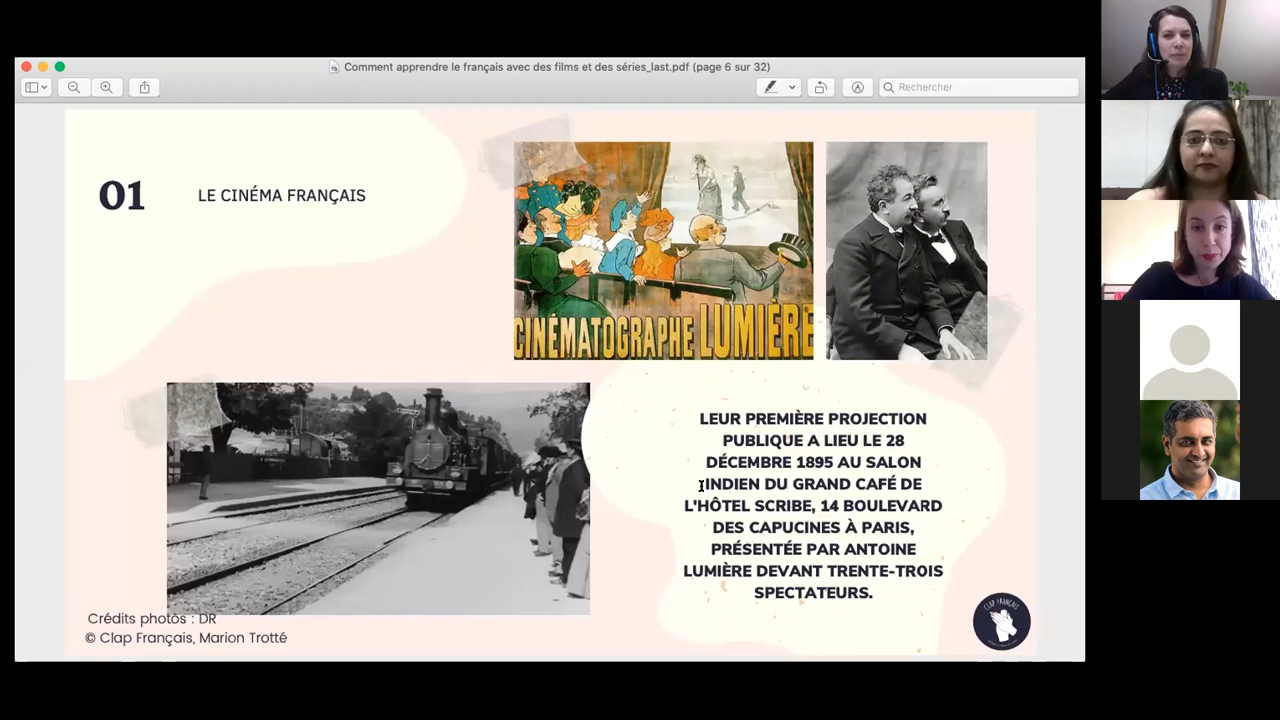 Comment apprendre le français avec des films et des séries_last.pdf (page 6 sur 32)
Rechercher
01
LE CINÉMA FRANÇAIS
CINÉMATOGRAPHE LUMIÈRE
LEUR PREMIÈRE PROJECTION
PUBLIQUE A LIEU LE 28
DÉCEMBRE 1895 AU SALON
INDIEN DU GRAND CAFÉ DE
L'HÔTEL SCRIBE, 14 BOULEVARD
DES CAPUCINES À PARIS,
PRÉSENTÉE PAR ANTOINE
LUMIÈRE DEVANT TRENTE-TROIS
SPECTATEURS.
Crédits photos : DR
© Clap Français, Marion Trotté
CLAP FRANÇAIS